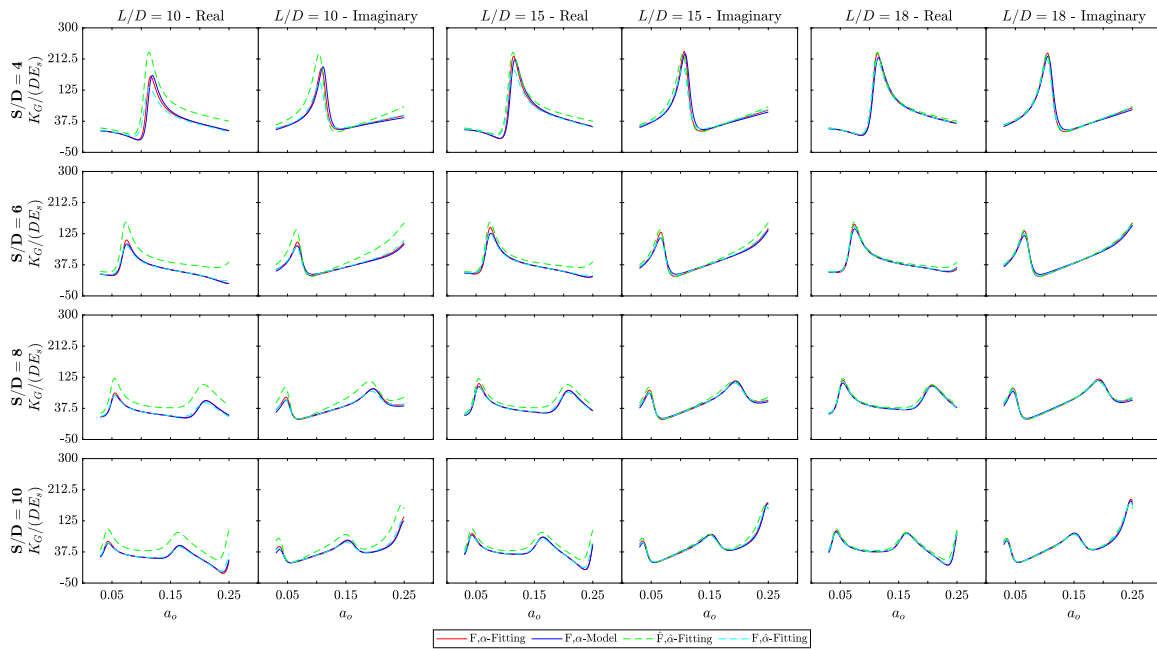 L/D = 10 - Real L/D = 10 - Imaginary L/D = 15 - Real L/D = 15 - Imaginary L/D = 18 - Real L/D = 18 - Imaginary
S/D = 4
K_G/(DE_s)
300
212.5
125
37.5
-50
S/D = 6
K_G/(DE_s)
300
212.5
125
37.5
-50
S/D = 8
K_G/(DE_s)
300
212.5
125
37.5
-50
S/D = 10
K_G/(DE_s)
300
212.5
125
37.5
-50
0.05 0.15 0.25 0.05 0.15 0.25 0.05 0.15 0.25 0.05 0.15 0.25 0.05 0.15 0.25 0.05 0.15 0.25
a_o a_o a_o a_o a_o a_o
F,α-Fitting F,α-Model F̂,α̂-Fitting F,α̂-Fitting